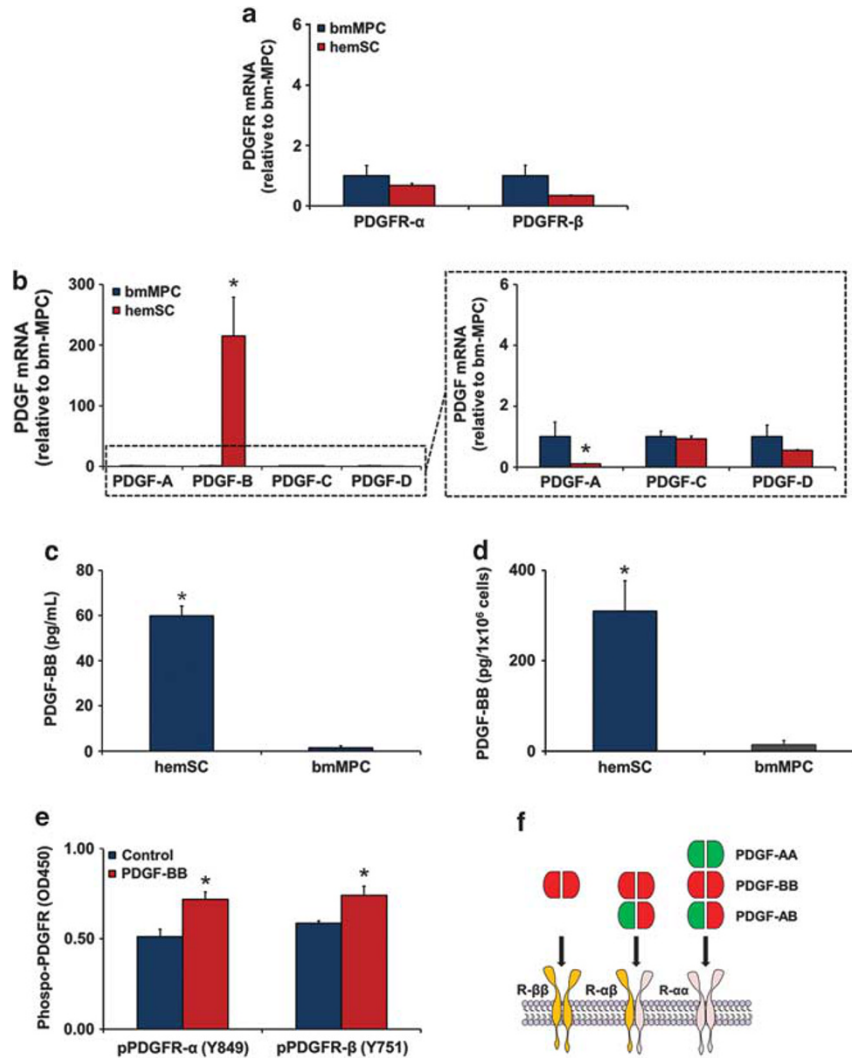 a
PDGFR mRNA
(relative to bm-MPC)
6
4
2
0
bmMPC
hemSC
PDGFR-α
PDGFR-β
b
PDGF mRNA
(relative to bm-MPC)
300
200
100
0
bmMPC
hemSC
*
PDGF-A
PDGF-B
PDGF-C
PDGF-D
PDGF mRNA
(relative to bm-MPC)
6
4
2
0
*
PDGF-A
PDGF-C
PDGF-D
c
PDGF-BB (pg/mL)
80
60
40
20
0
*
hemSC
bmMPC
d
PDGF-BB (pg/1x10⁶ cells)
400
200
0
*
hemSC
bmMPC
e
Phospo-PDGFR (OD450)
1.00
0.50
0.00
Control
PDGF-BB
*
*
pPDGFR-α (Y849)
pPDGFR-β (Y751)
f
PDGF-AA
PDGF-BB
PDGF-AB
R-ββ
R-αβ
R-αα